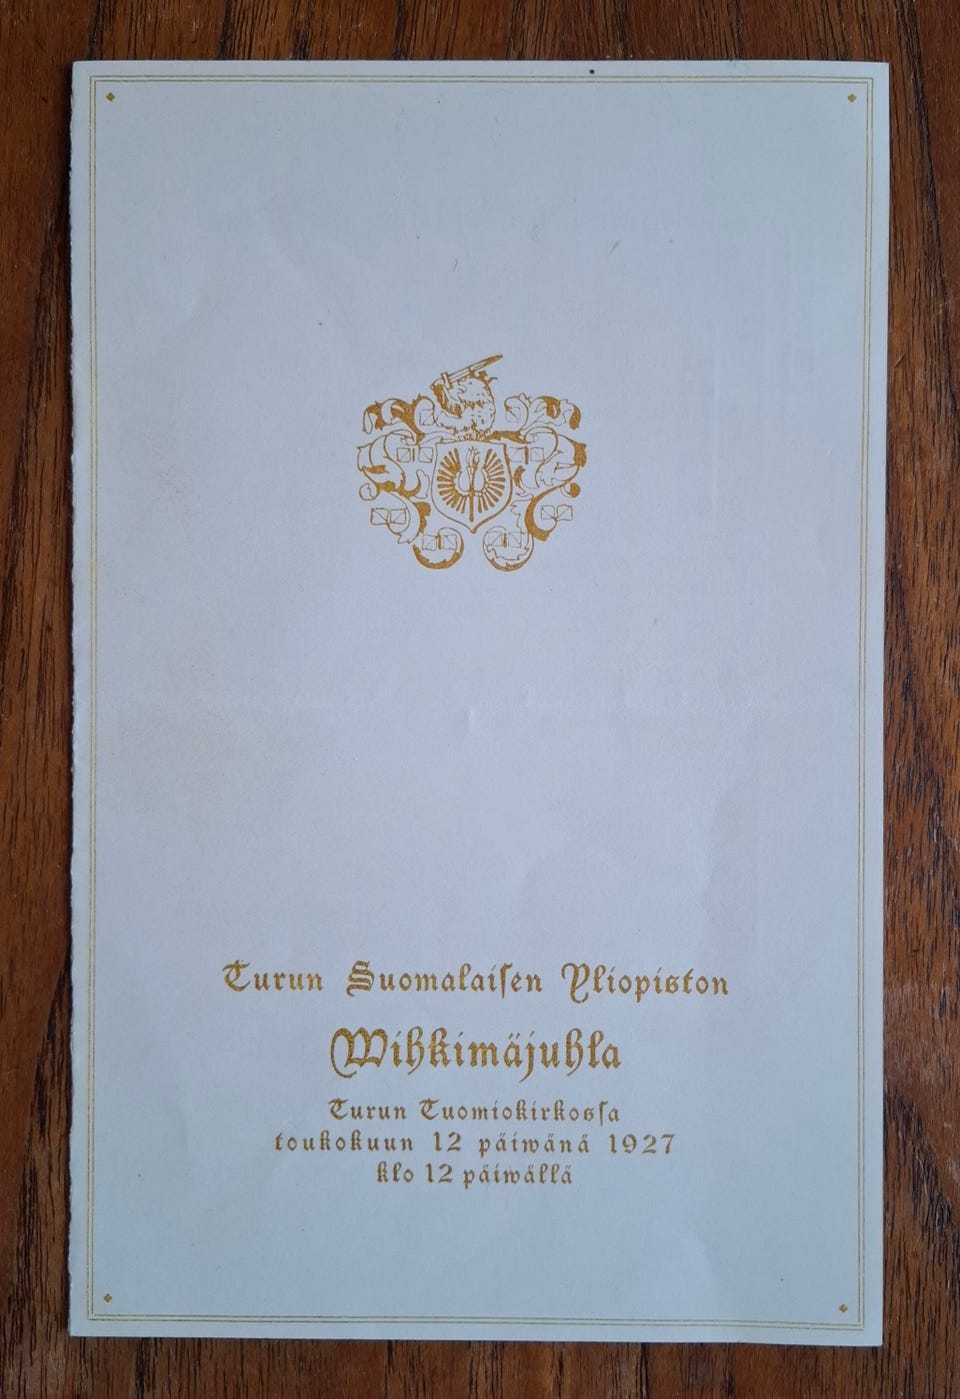 Turun Suomalaiſen Yliopiston
Wihkimäjuhla
Turun Tuomiokirkosſa
toukokuun 12 päiwänä 1927
klo 12 päiwällä